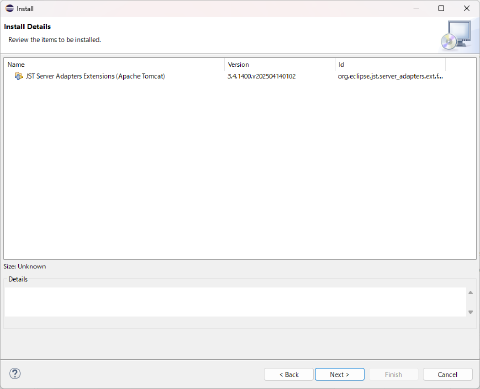 Install
Install Details
Review the items to be installed.
Name Version Id
JST Server Adapters Extensions (Apache Tomcat) 3.4.1400.v202504140102 org.eclipse.jst.server_adapters.ext.f...
Size: Unknown
Details
?
< Back Next > Finish Cancel